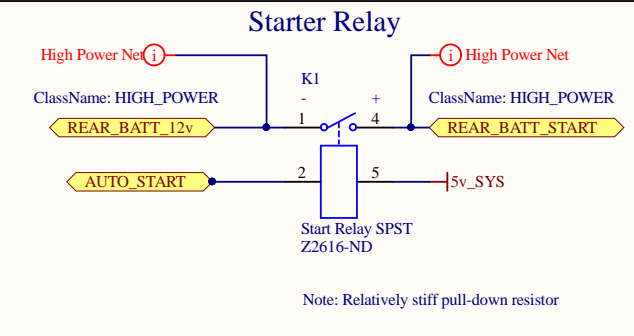 Starter Relay
High Power Net i
i High Power Net
K1
ClassName: HIGH_POWER
- +
ClassName: HIGH_POWER
REAR_BATT_12v
1 4
REAR_BATT_START
AUTO_START
2 5
5v_SYS
Start Relay SPST
Z2616-ND
Note: Relatively stiff pull-down resistor